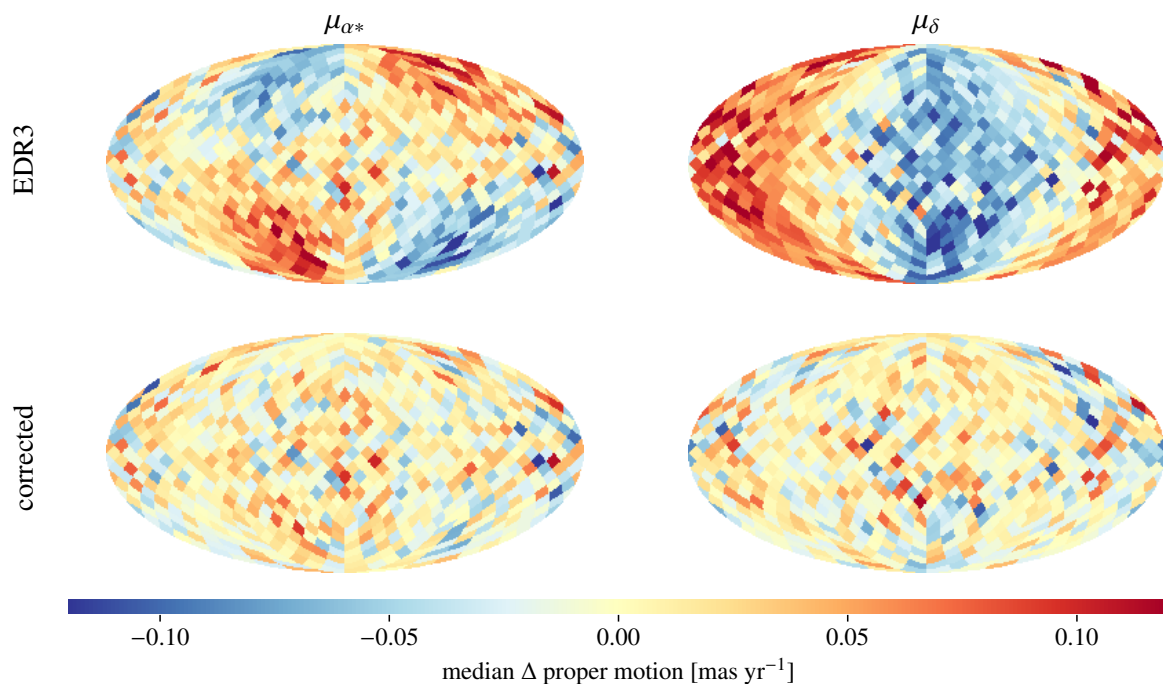 μα∗ μδ
EDR3
corrected
−0.10 −0.05 0.00 0.05 0.10
median Δ proper motion [mas yr−1]